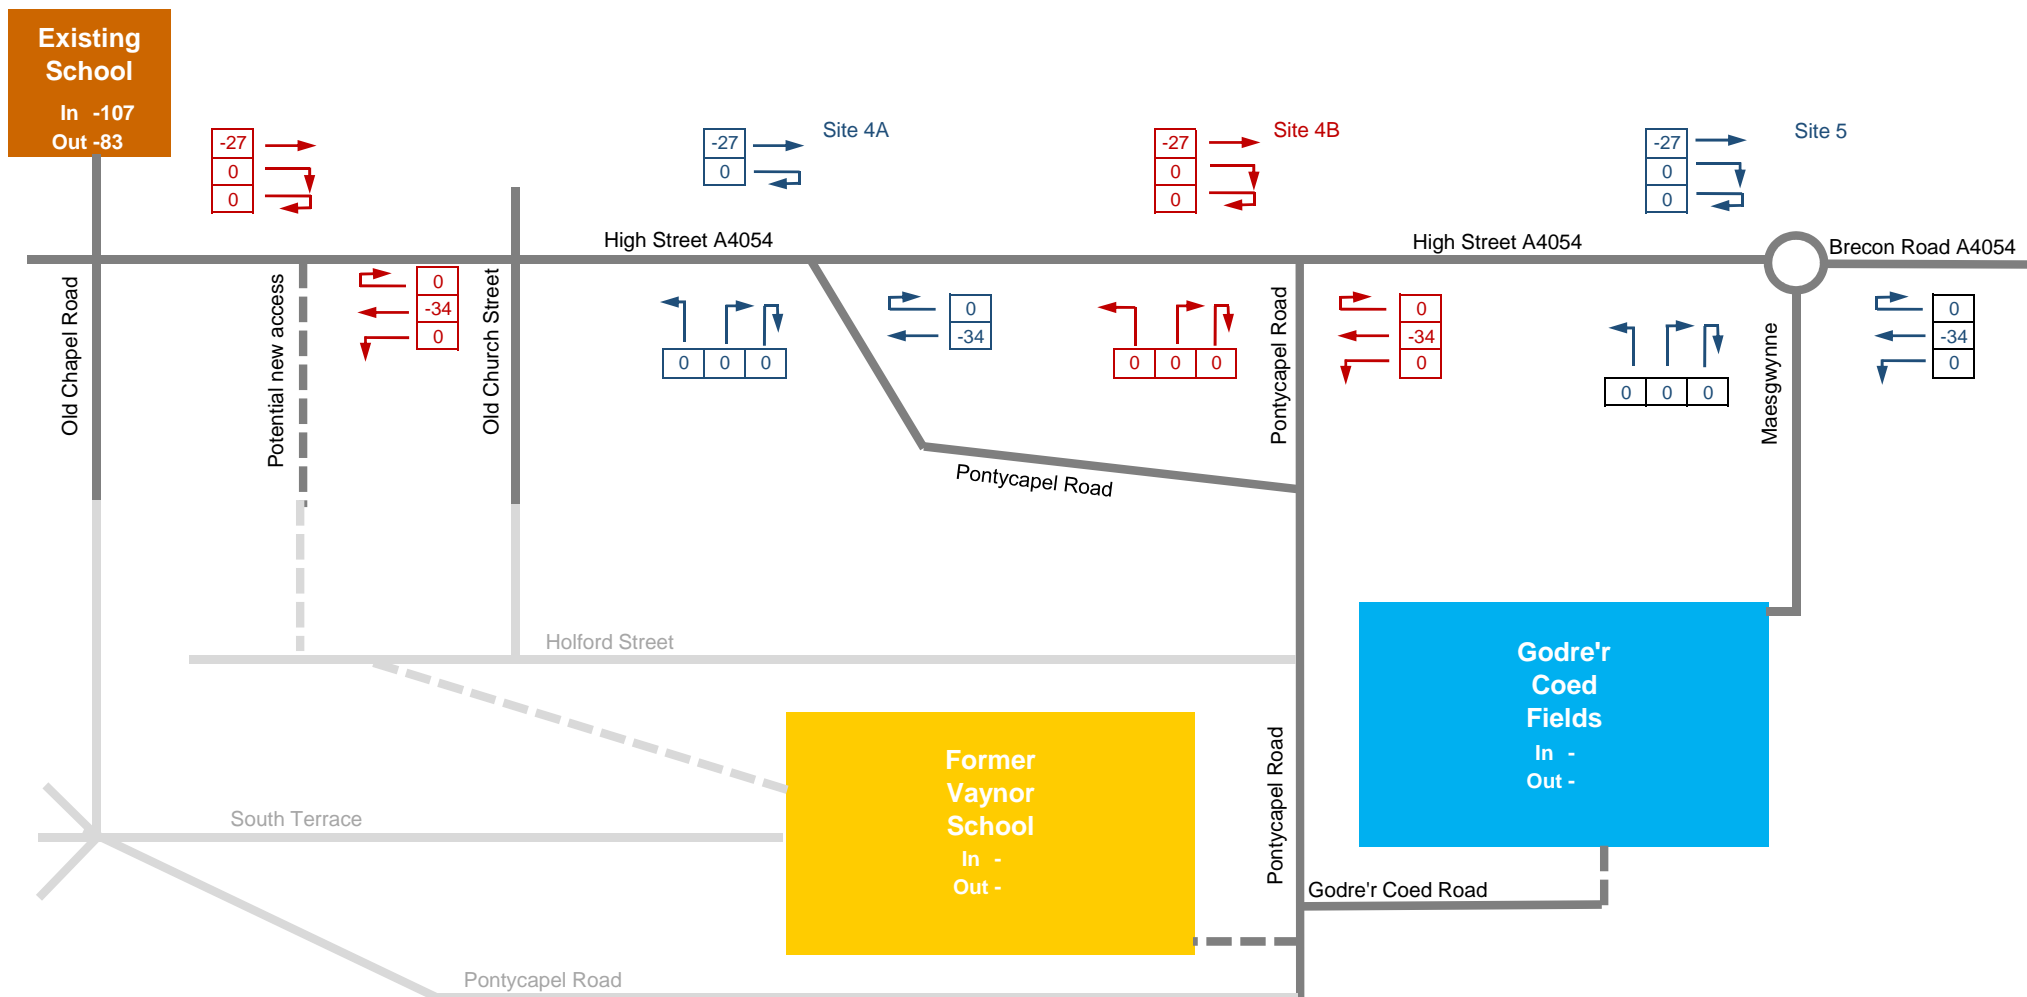 Existing
School
In -107
Out -83
-27
0
0
-27
0
Site 4A
-27
0
0
Site 4B
-27
0
0
Site 5
High Street A4054
High Street A4054
Brecon Road A4054
Old Chapel Road
Potential new access
0
-34
0
Old Church Street
0 0 0
0
-34
0 0 0
Pontycapel Road
0
-34
0
0 0 0
Maesgwynne
0
-34
0
Pontycapel Road
Holford Street
Godre'r
Coed
Fields
In -
Out -
Former
Vaynor
School
In -
Out -
Pontycapel Road
South Terrace
Godre'r Coed Road
Pontycapel Road